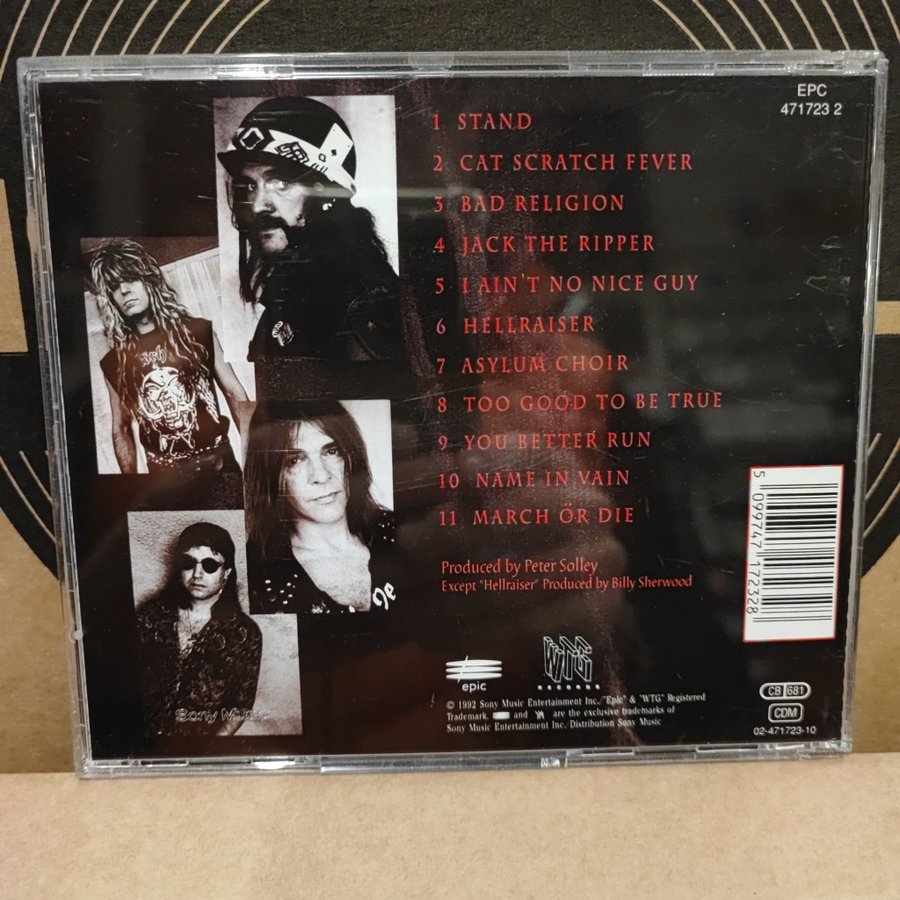 EPC
471723 2
1 STAND
2 CAT SCRATCH FEVER
3 BAD RELIGION
4 JACK THE RIPPER
5 I AIN'T NO NICE GUY
6 HELLRAISER
7 ASYLUM CHOIR
8 TOO GOOD TO BE TRUE
9 YOU BETTER RUN
10 NAME IN VAIN
11 MARCH ÖR DIE
Produced by Peter Solley
Except "Hellraiser" Produced by Billy Sherwood
5 099747 172328
epic
WTG
RECORDS
© 1992 Sony Music Entertainment Inc./"Epic" & "WTG" Registered
Trademark. and are the exclusive trademarks of
Sony Music Entertainment Inc./Distribution Sony Music
Sony Music
CB 681
CDM
02-471723-10